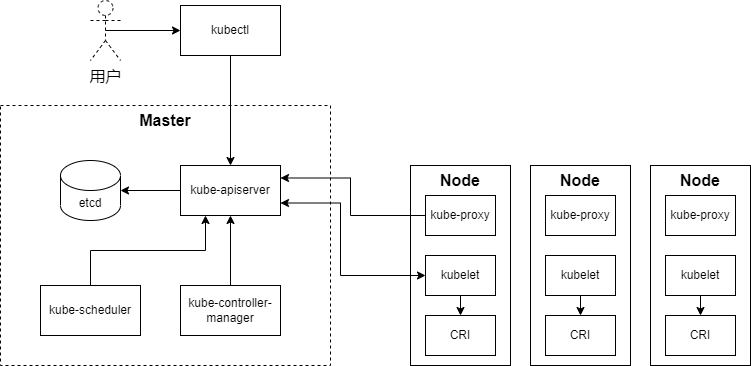 kubectl
用户
Master
kube-apiserver
etcd
kube-scheduler
kube-controller-
manager
Node
kube-proxy
kubelet
CRI
Node
kube-proxy
kubelet
CRI
Node
kube-proxy
kubelet
CRI